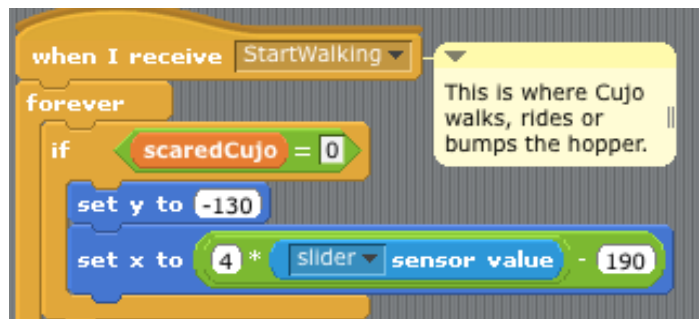 when I receive StartWalking
forever
if scaredCujo = 0
set y to -130
set x to 4 * slider sensor value - 190
This is where Cujo
walks, rides or
bumps the hopper.